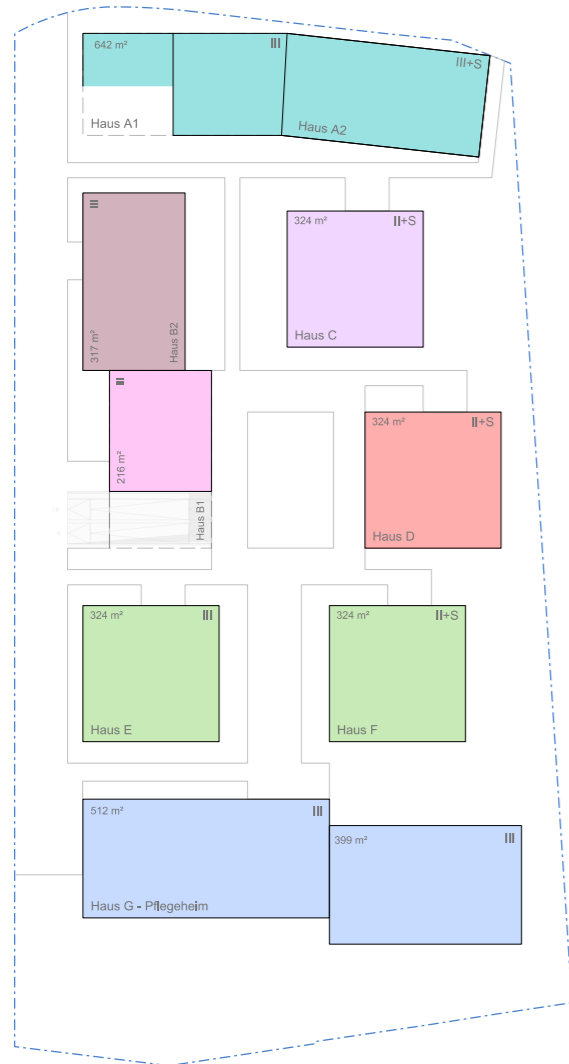 642 m²
III
III+S
Haus A1
Haus A2
III
317 m²
Haus B2
324 m²
II+S
Haus C
II
216 m²
Haus B1
324 m²
II+S
Haus D
324 m²
III
Haus E
324 m²
II+S
Haus F
512 m²
III
Haus G - Pflegeheim
399 m²
III